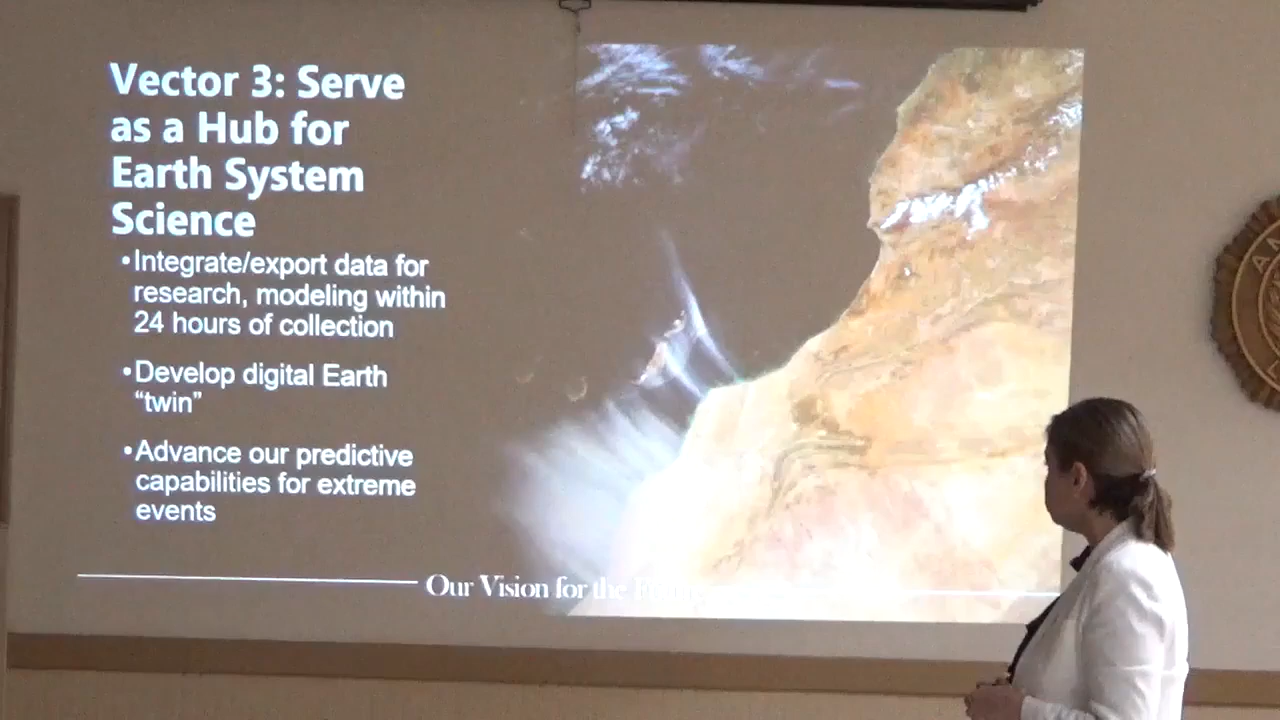 Vector 3: Serve
as a Hub for
Earth System
Science
•Integrate/export data for
research, modeling within
24 hours of collection
•Develop digital Earth
“twin”
•Advance our predictive
capabilities for extreme
events
Our Vision for the